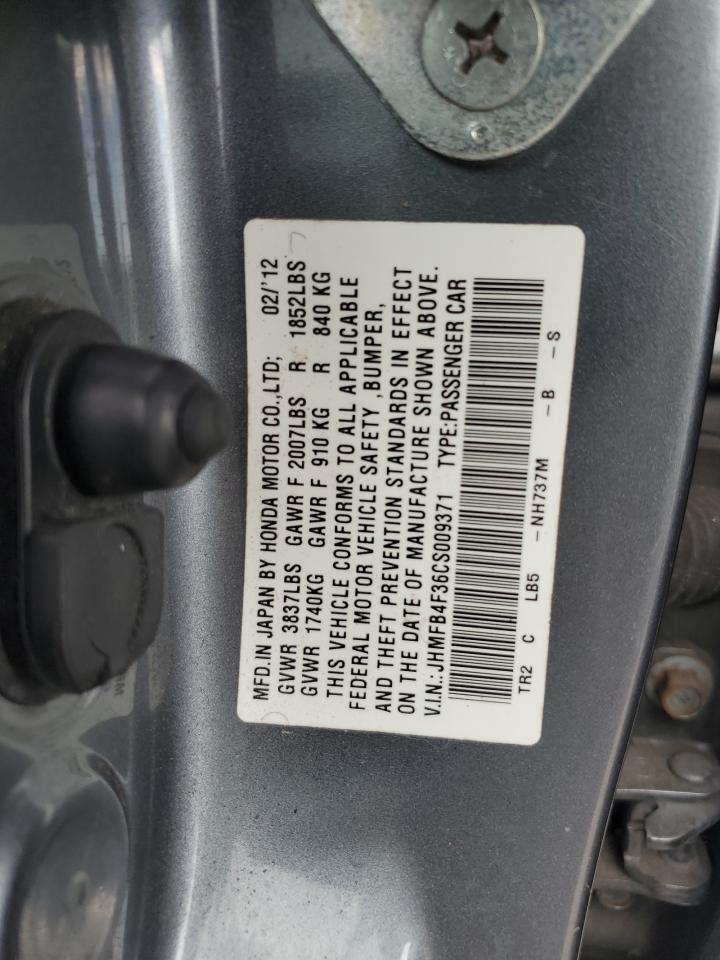 MFD.IN JAPAN BY HONDA MOTOR CO.,LTD; 02/'12
GVWR 3837LBS GAWR F 2007LBS R 1852LBS
GVWR 1740KG GAWR F 910 KG R 840 KG
THIS VEHICLE CONFORMS TO ALL APPLICABLE
FEDERAL MOTOR VEHICLE SAFETY ,BUMPER,
AND THEFT PREVENTION STANDARDS IN EFFECT
ON THE DATE OF MANUFACTURE SHOWN ABOVE.
V.I.N.:JHMFB4F36CS009371 TYPE:PASSENGER CAR
TR2 C LB5 -NH737M -B -S